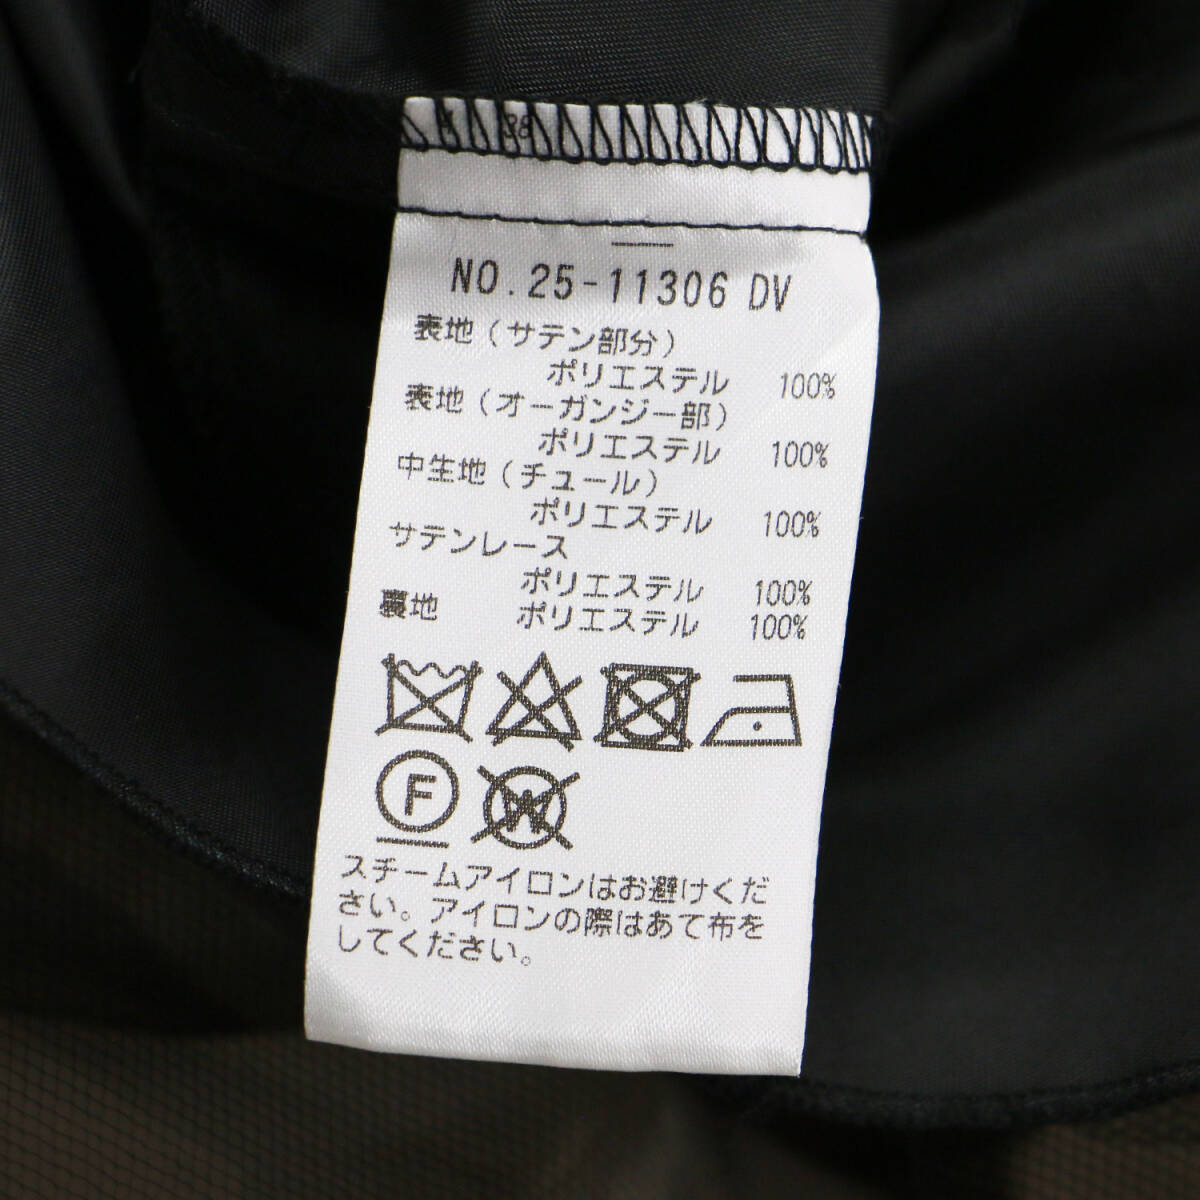 38
NO.25-11306 DV
表地(サテン部分)
ポリエステル 100%
表地(オーガンジー部)
ポリエステル 100%
中生地(チュール)
ポリエステル 100%
サテンレース
ポリエステル 100%
裏地 ポリエステル 100%
F W
スチームアイロンはお避けくだ
さい。アイロンの際はあて布を
してください。